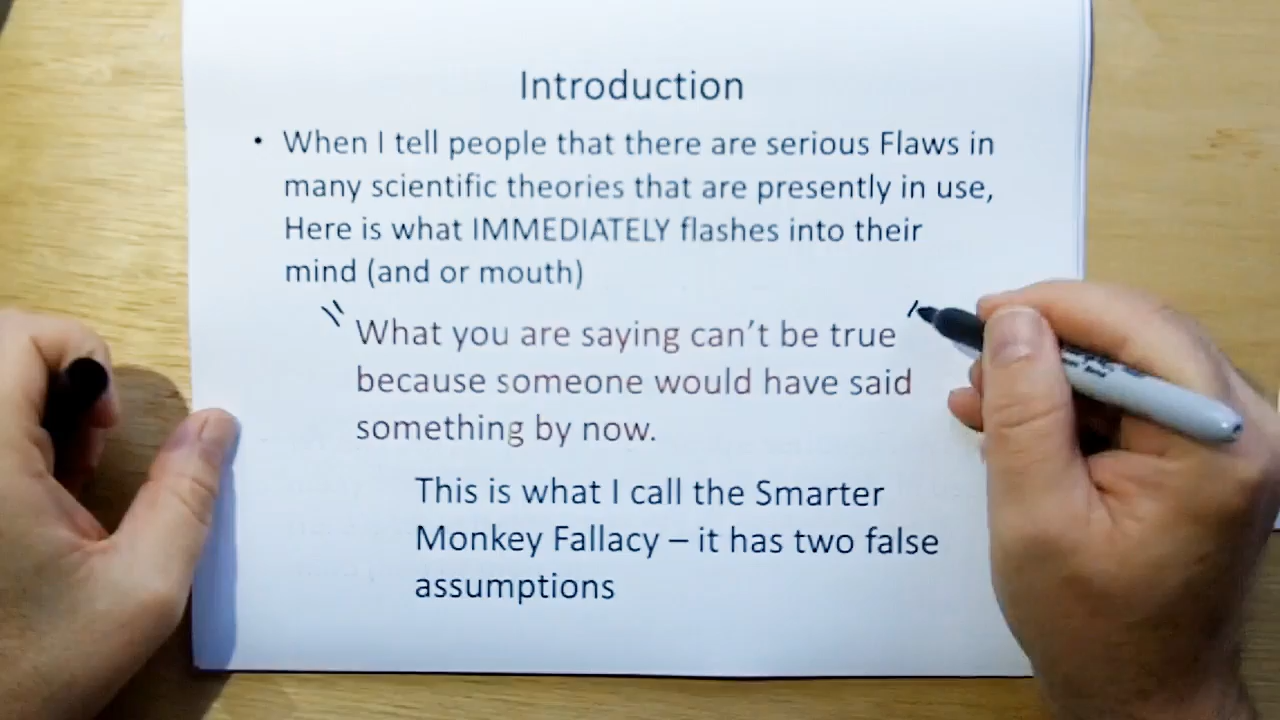 Introduction
• When I tell people that there are serious Flaws in
many scientific theories that are presently in use,
Here is what IMMEDIATELY flashes into their
mind (and or mouth)
What you are saying can't be true
because someone would have said
something by now.
This is what I call the Smarter
Monkey Fallacy – it has two false
assumptions